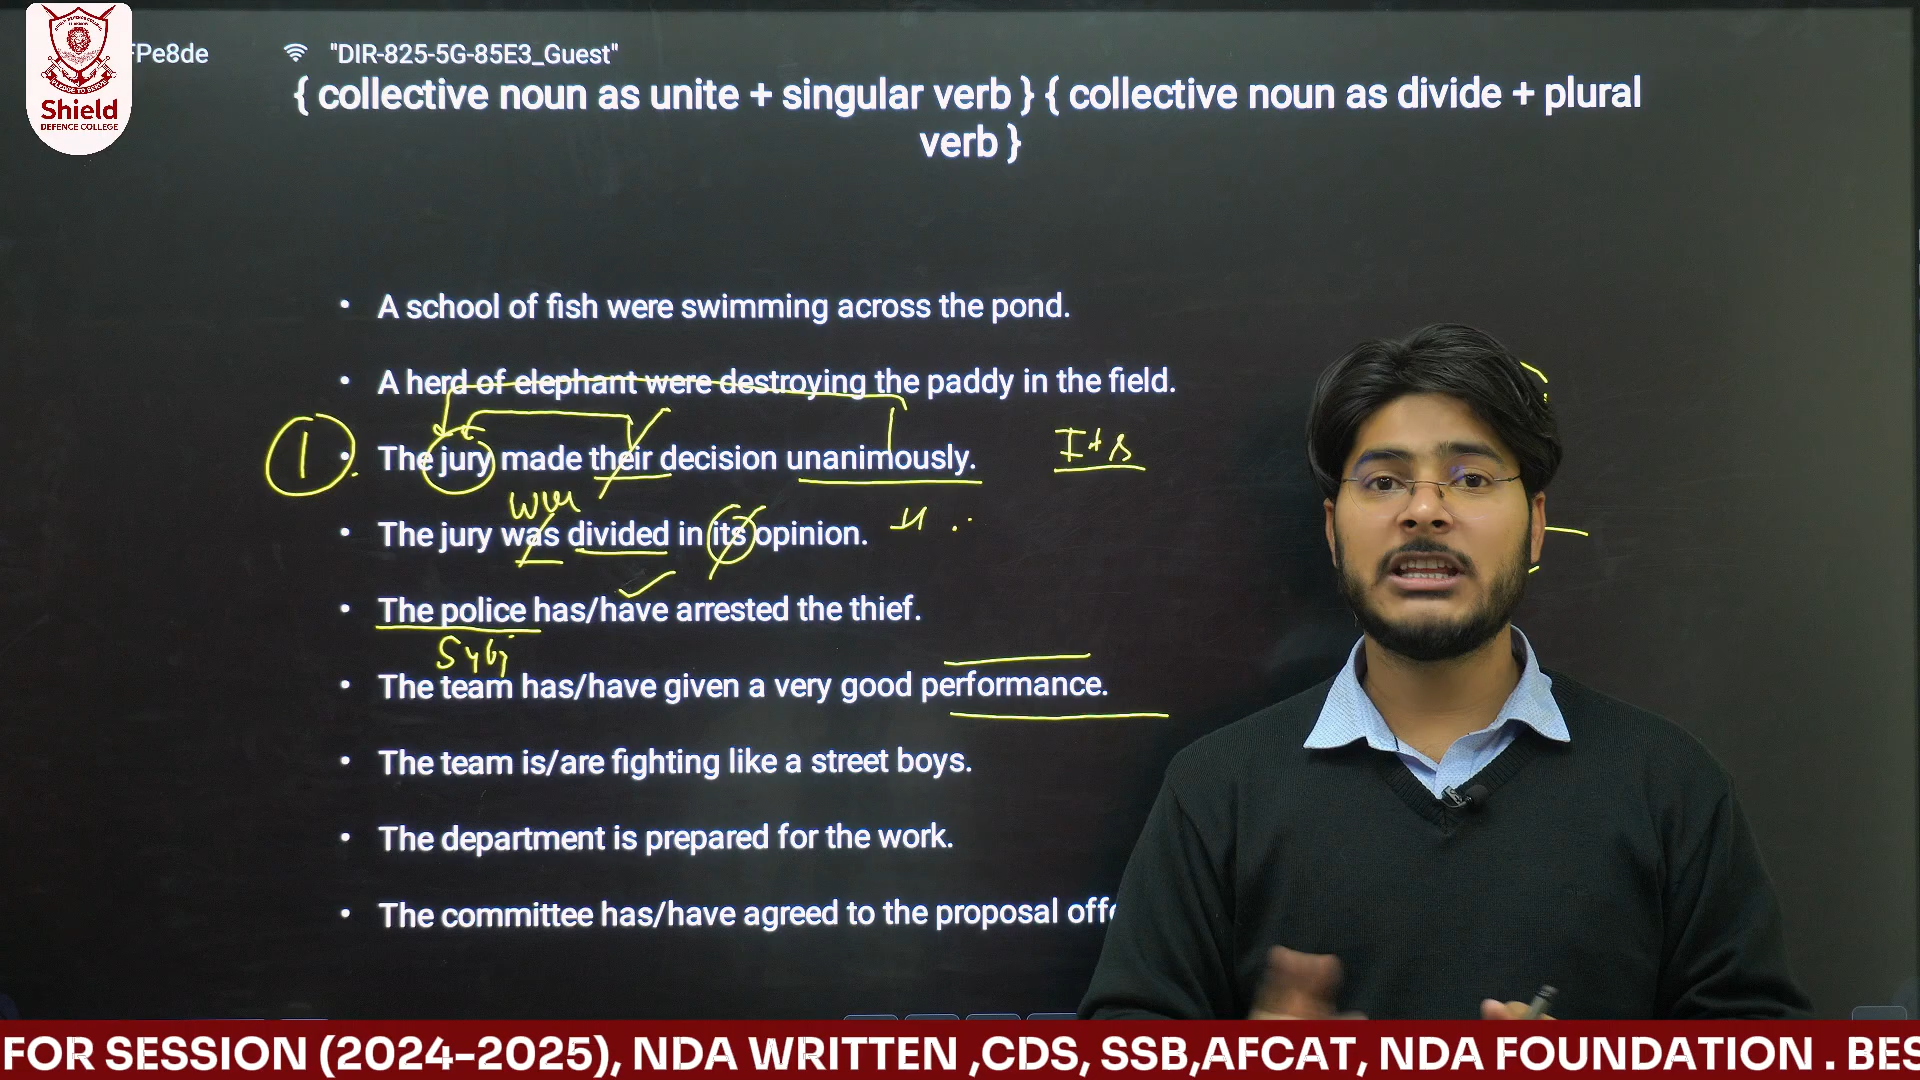 FPe8de "DIR-825-5G-85E3_Guest"
Shield
DEFENCE COLLEGE
{ collective noun as unite + singular verb } { collective noun as divide + plural
verb }
• A school of fish were swimming across the pond.
• A herd of elephant were destroying the paddy in the field.
1 • The jury made their decision unanimously. Its
were
• The jury was divided in its opinion.
• The police has/have arrested the thief.
Subj
• The team has/have given a very good performance.
• The team is/are fighting like a street boys.
• The department is prepared for the work.
• The committee has/have agreed to the proposal offe
FOR SESSION (2024-2025), NDA WRITTEN ,CDS, SSB,AFCAT, NDA FOUNDATION . BES